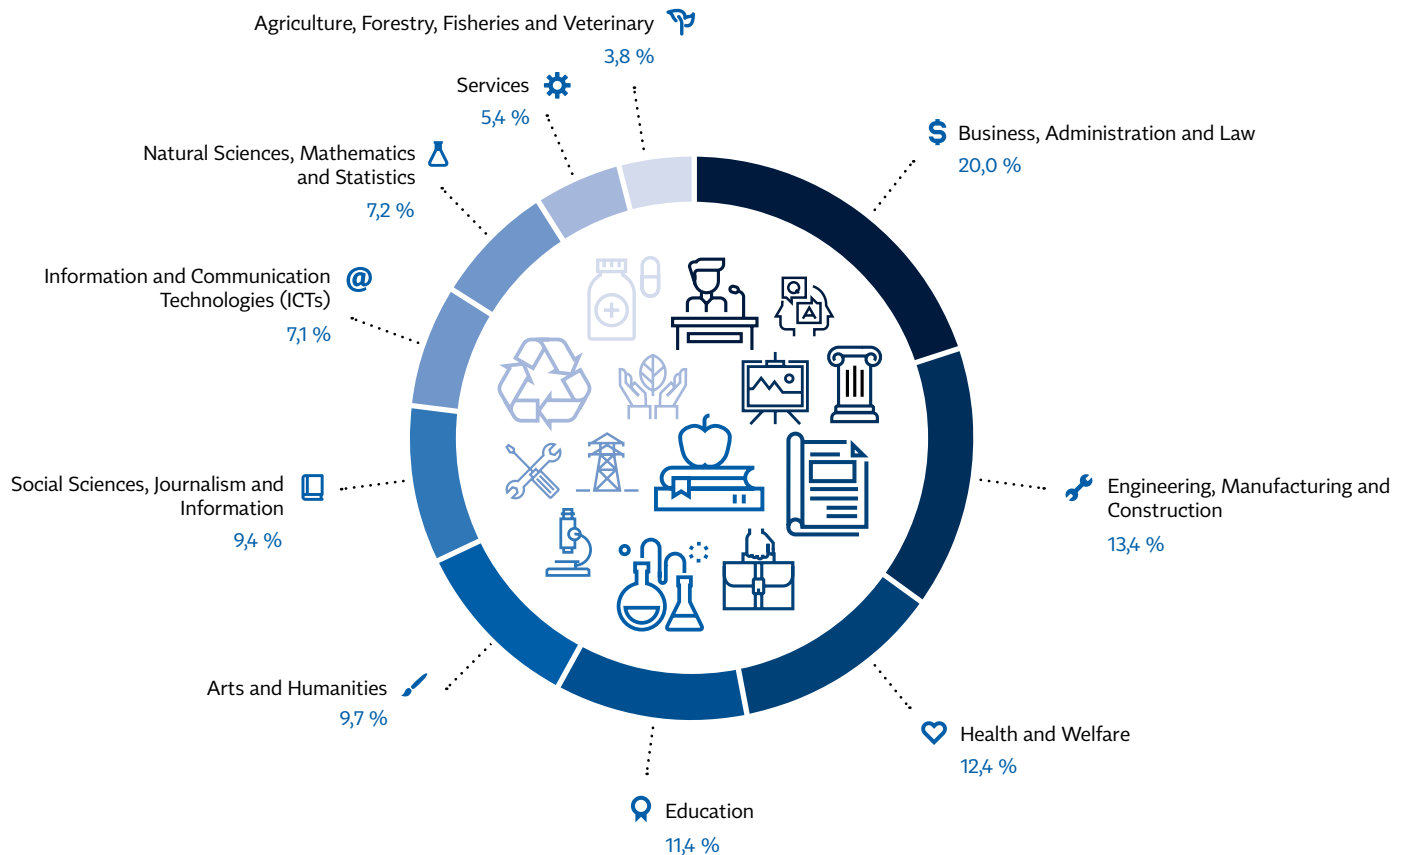 Agriculture, Forestry, Fisheries and Veterinary
3,8 %
Services
5,4 %
Business, Administration and Law
20,0 %
Natural Sciences, Mathematics
and Statistics
7,2 %
@
Information and Communication
Technologies (ICTs)
7,1 %
Q
A
Social Sciences, Journalism and
Information
9,4 %
Engineering, Manufacturing and
Construction
13,4 %
Arts and Humanities
9,7 %
Health and Welfare
12,4 %
Education
11,4 %